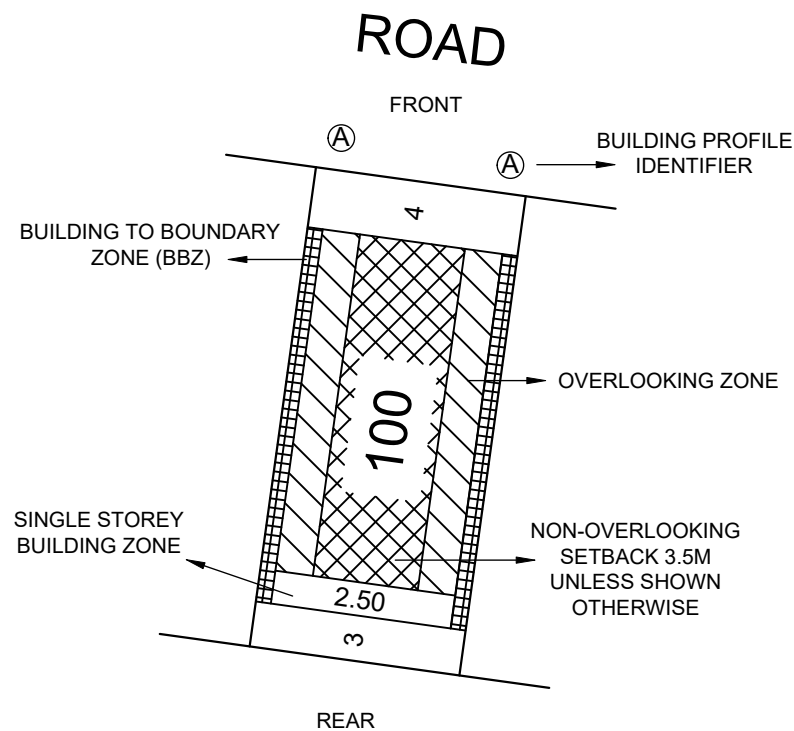 ROAD
FRONT
A
A
BUILDING PROFILE
IDENTIFIER
4
BUILDING TO BOUNDARY
ZONE (BBZ)
OVERLOOKING ZONE
100
SINGLE STOREY
BUILDING ZONE
NON-OVERLOOKING
SETBACK 3.5M
UNLESS SHOWN
OTHERWISE
2.50
3
REAR